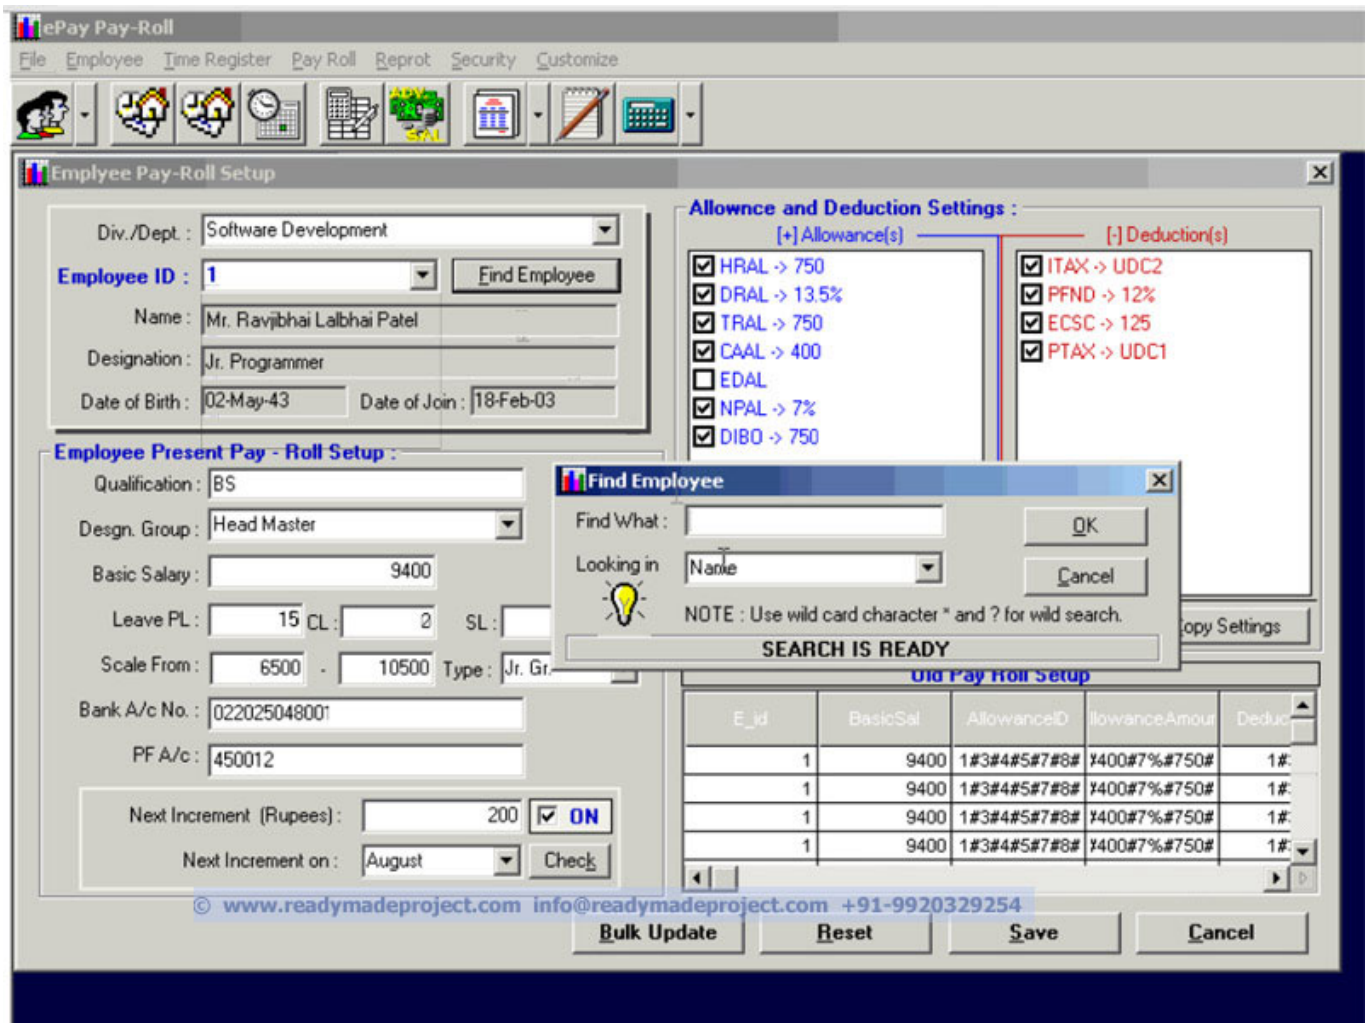 ePay Pay-Roll
File Employee Time Register Pay Roll Reprot Security Customize
SAL
Emplyee Pay-Roll Setup
Div./Dept. : Software Development
Employee ID : 1 Find Employee
Name : Mr. Ravjibhai Lalbhai Patel
Designation : Jr. Programmer
Date of Birth : 02-May-43 Date of Join : 18-Feb-03
Allownce and Deduction Settings :
[+] Allowance(s) [-] Deduction(s)
HRAL -> 750 ITAX -> UDC2
DRAL -> 13.5% PFND -> 12%
TRAL -> 750 ECSC -> 125
CAAL -> 400 PTAX -> UDC1
EDAL
NPAL -> 7%
DIBO -> 750
Employee Present Pay - Roll Setup :
Qualification : BS
Desgn. Group : Head Master
Basic Salary : 9400
Leave PL : 15 CL : 2 SL :
Scale From : 6500 - 10500 Type : Jr. Gr.
Bank A/c No. : 022025048001
PF A/c : 450012
Next Increment (Rupees) : 200 ON
Next Increment on : August Check
Find Employee
Find What : OK
Looking in Name Cancel
NOTE : Use wild card character * and ? for wild search.
SEARCH IS READY
opy Settings
Old Pay Roll Setup
E_id BasicSal AllowanceID llowanceAmour Deduc
1 9400 1#3#4#5#7#8# %400#7%#750# 1#
1 9400 1#3#4#5#7#8# %400#7%#750# 1#
1 9400 1#3#4#5#7#8# %400#7%#750# 1#
1 9400 1#3#4#5#7#8# %400#7%#750# 1#
© www.readymadeproject.com info@readymadeproject.com +91-9920329254
Bulk Update Reset Save Cancel